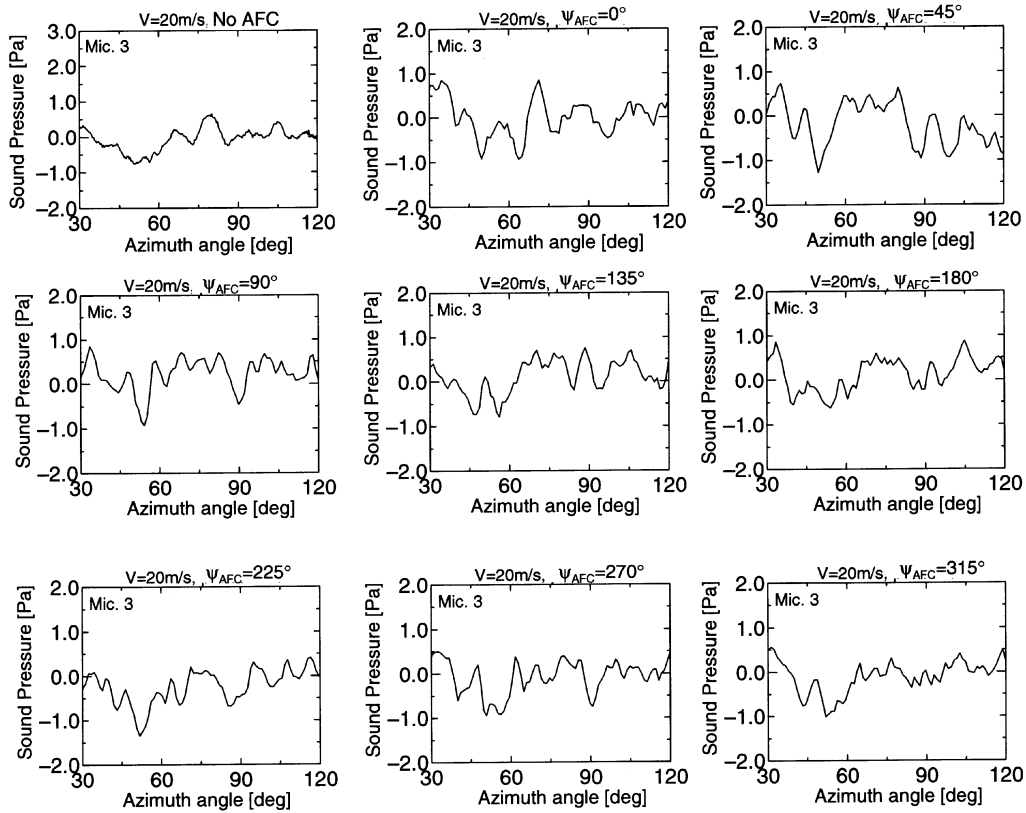 V=20m/s, No AFC
Sound Pressure [Pa]
3.0
2.0
1.0
0.0
−1.0
−2.0
Mic. 3
30 60 90 120
Azimuth angle [deg]
V=20m/s, ΨAFC=0°
Sound Pressure [Pa]
2.0
1.0
0.0
−1.0
−2.0
Mic. 3
30 60 90 120
Azimuth angle [deg]
V=20m/s, ΨAFC=45°
Sound Pressure [Pa]
2.0
1.0
0.0
−1.0
−2.0
Mic. 3
30 60 90 120
Azimuth angle [deg]
V=20m/s, ΨAFC=90°
Sound Pressure [Pa]
2.0
1.0
0.0
−1.0
−2.0
Mic. 3
30 60 90 120
Azimuth angle [deg]
V=20m/s, ΨAFC=135°
Sound Pressure [Pa]
2.0
1.0
0.0
−1.0
−2.0
Mic. 3
30 60 90 120
Azimuth angle [deg]
V=20m/s, ΨAFC=180°
Sound Pressure [Pa]
2.0
1.0
0.0
−1.0
−2.0
Mic. 3
30 60 90 120
Azimuth angle [deg]
V=20m/s, ΨAFC=225°
Sound Pressure [Pa]
2.0
1.0
0.0
−1.0
−2.0
Mic. 3
30 60 90 120
Azimuth angle [deg]
V=20m/s, ΨAFC=270°
Sound Pressure [Pa]
2.0
1.0
0.0
−1.0
−2.0
Mic. 3
30 60 90 120
Azimuth angle [deg]
V=20m/s, ΨAFC=315°
Sound Pressure [Pa]
2.0
1.0
0.0
−1.0
−2.0
Mic. 3
30 60 90 120
Azimuth angle [deg]